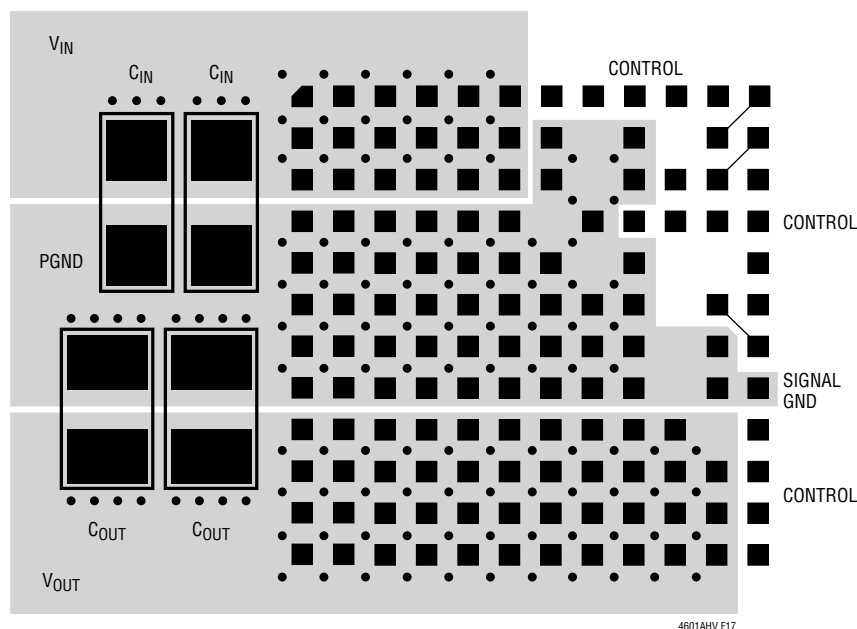 VIN
CIN CIN
CONTROL
CONTROL
PGND
SIGNAL
GND
CONTROL
COUT COUT
VOUT
4601AHV F17